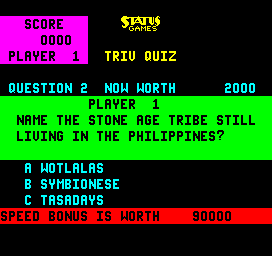 SCORE
0000
PLAYER 1
STATUS
GAMES
TRIV QUIZ
QUESTION 2 NOW WORTH 2000
PLAYER 1
NAME THE STONE AGE TRIBE STILL
LIVING IN THE PHILIPPINES?
A WOTLALAS
B SYMBIONESE
C TASADAYS
SPEED BONUS IS WORTH 90000